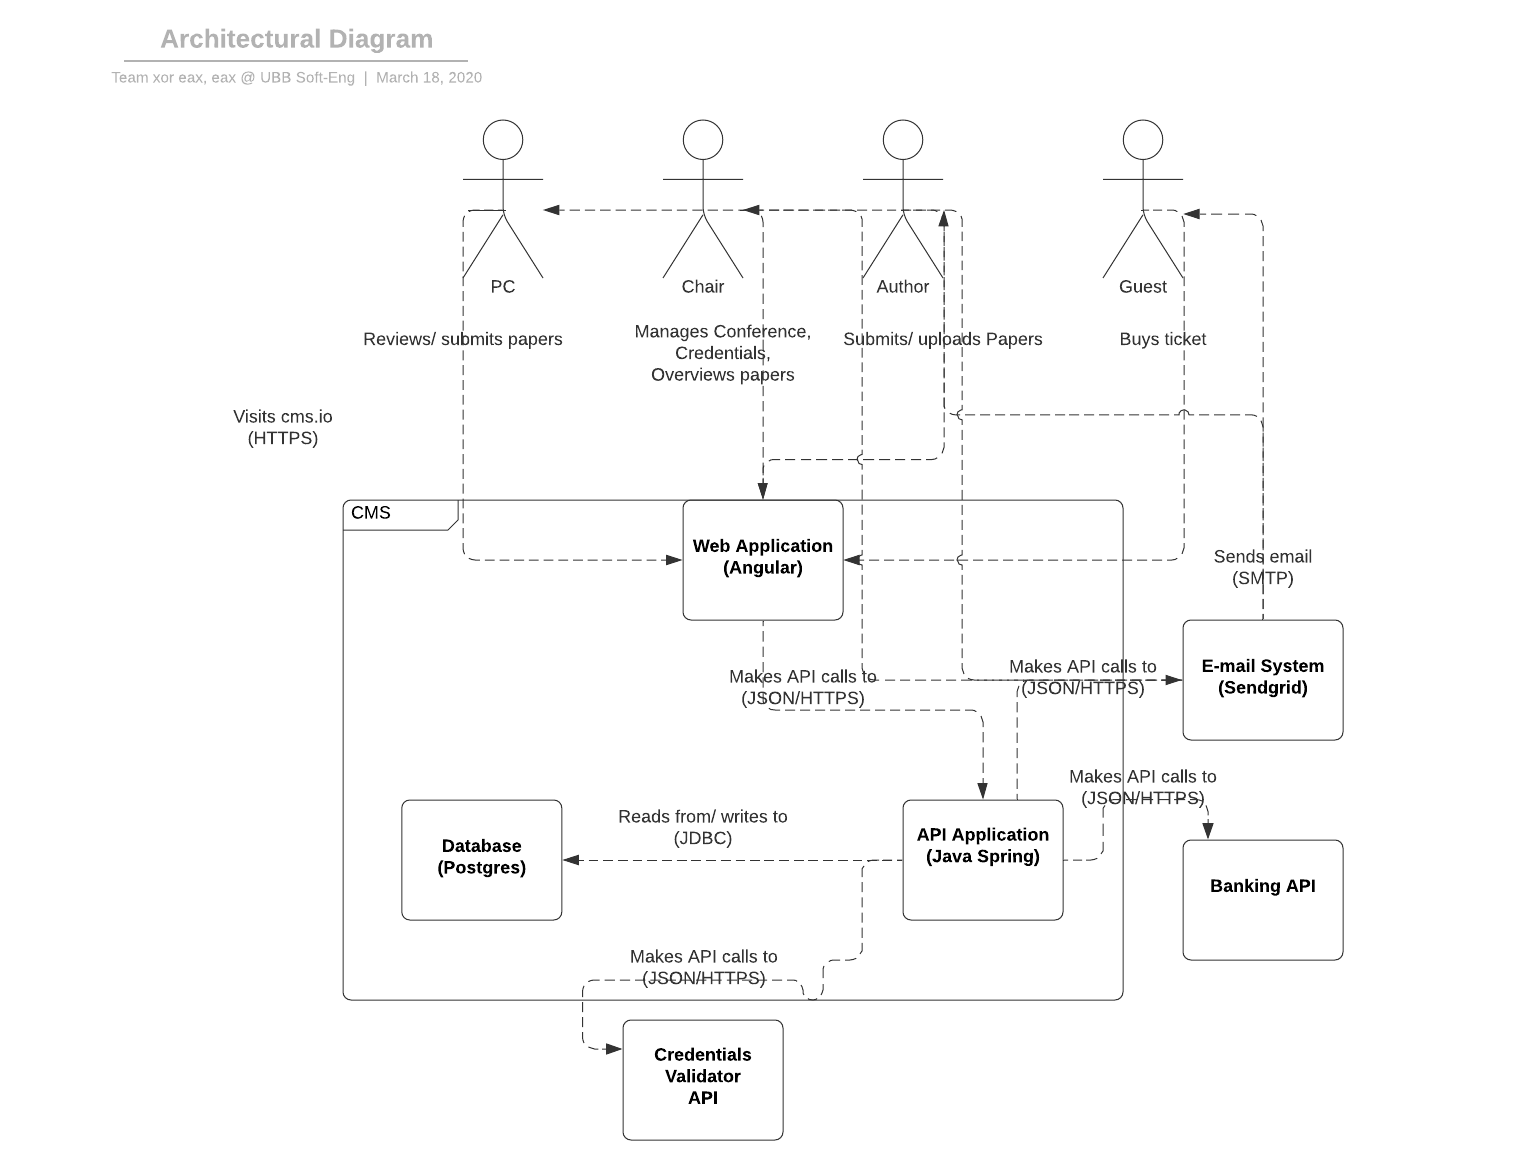 Architectural Diagram
Team xor eax, eax @ UBB Soft-Eng | March 18, 2020
PC
Chair
Author
Guest
Reviews/ submits papers
Manages Conference,
Credentials,
Overviews papers
Submits/ uploads Papers
Buys ticket
Visits cms.io
(HTTPS)
CMS
Web Application
(Angular)
Sends email
(SMTP)
Makes API calls to
(JSON/HTTPS)
Makes API calls to
(JSON/HTTPS)
E-mail System
(Sendgrid)
Makes API calls to
(JSON/HTTPS)
Database
(Postgres)
Reads from/ writes to
(JDBC)
API Application
(Java Spring)
Banking API
Makes API calls to
(JSON/HTTPS)
Credentials
Validator
API